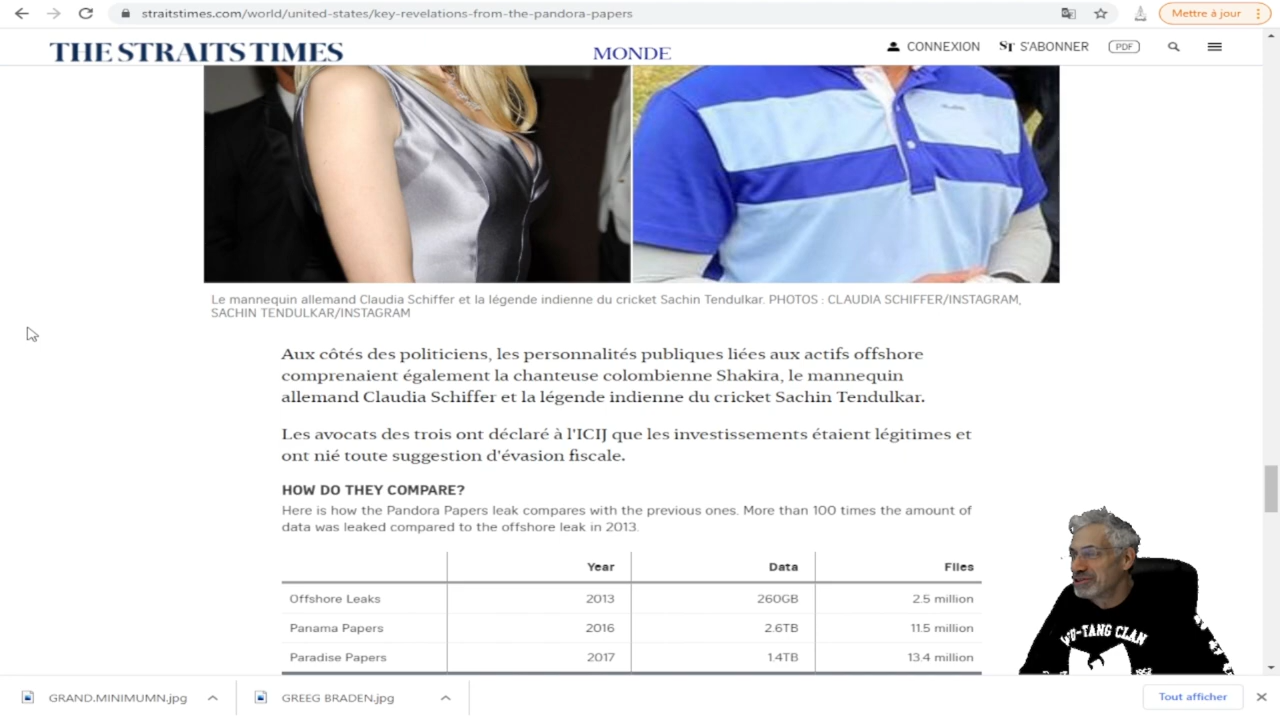 straitstimes.com/world/united-states/key-revelations-from-the-pandora-papers
Mettre à jour
THE STRAITS TIMES
MONDE
CONNEXION
ST S'ABONNER
PDF
Le mannequin allemand Claudia Schiffer et la légende indienne du cricket Sachin Tendulkar. PHOTOS : CLAUDIA SCHIFFER/INSTAGRAM,
SACHIN TENDULKAR/INSTAGRAM
Aux côtés des politiciens, les personnalités publiques liées aux actifs offshore
comprenaient également la chanteuse colombienne Shakira, le mannequin
allemand Claudia Schiffer et la légende indienne du cricket Sachin Tendulkar.
Les avocats des trois ont déclaré à l'ICIJ que les investissements étaient légitimes et
ont nié toute suggestion d'évasion fiscale.
HOW DO THEY COMPARE?
Here is how the Pandora Papers leak compares with the previous ones. More than 100 times the amount of
data was leaked compared to the offshore leak in 2013.
Year Data Files
Offshore Leaks 2013 260GB 2.5 million
Panama Papers 2016 2.6TB 11.5 million
Paradise Papers 2017 1.4TB 13.4 million
WU-TANG CLAN
GRAND.MINIMUMN.jpg
GREEG BRADEN.jpg
Tout afficher